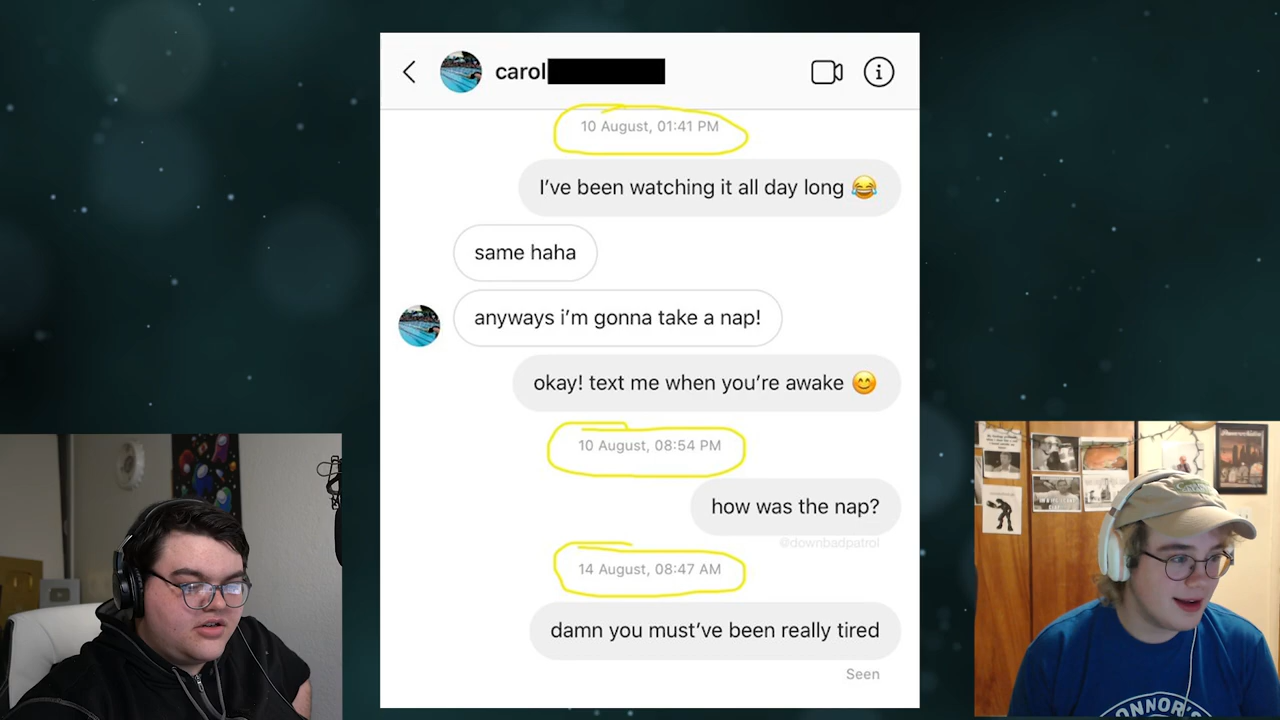 carol
10 August, 01:41 PM
I've been watching it all day long 😂
same haha
anyways i'm gonna take a nap!
okay! text me when you're awake 😊
10 August, 08:54 PM
how was the nap?
@downbadpatrol
14 August, 08:47 AM
damn you must've been really tired
Seen